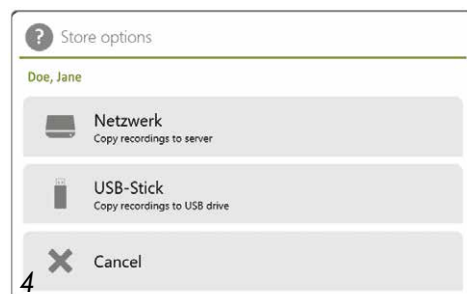 ? Store options
Doe, Jane
Netzwerk
Copy recordings to server
USB-Stick
Copy recordings to USB drive
Cancel
4